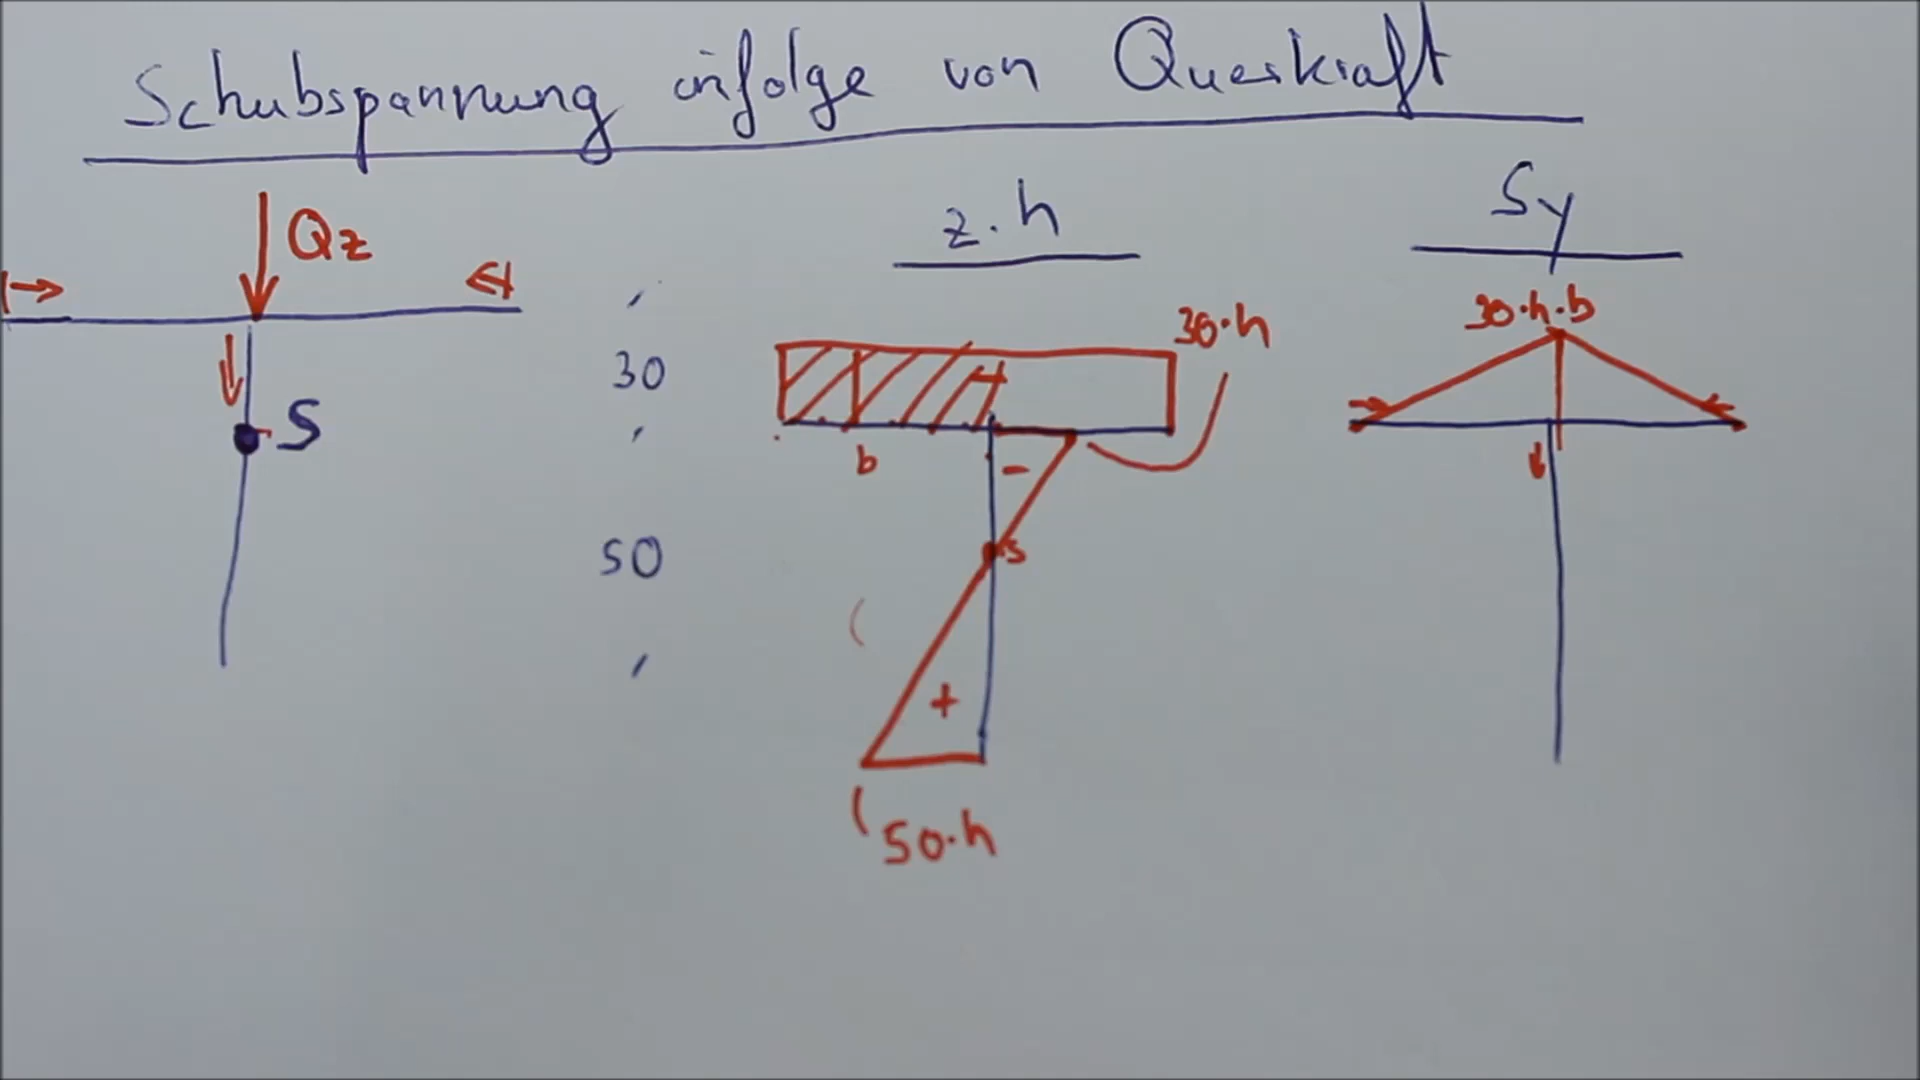 Schubspannung infolge von Querkraft
Qz
S
30
50
z·h
30·h
b
-
s
+
50·h
Sy
30·h·b